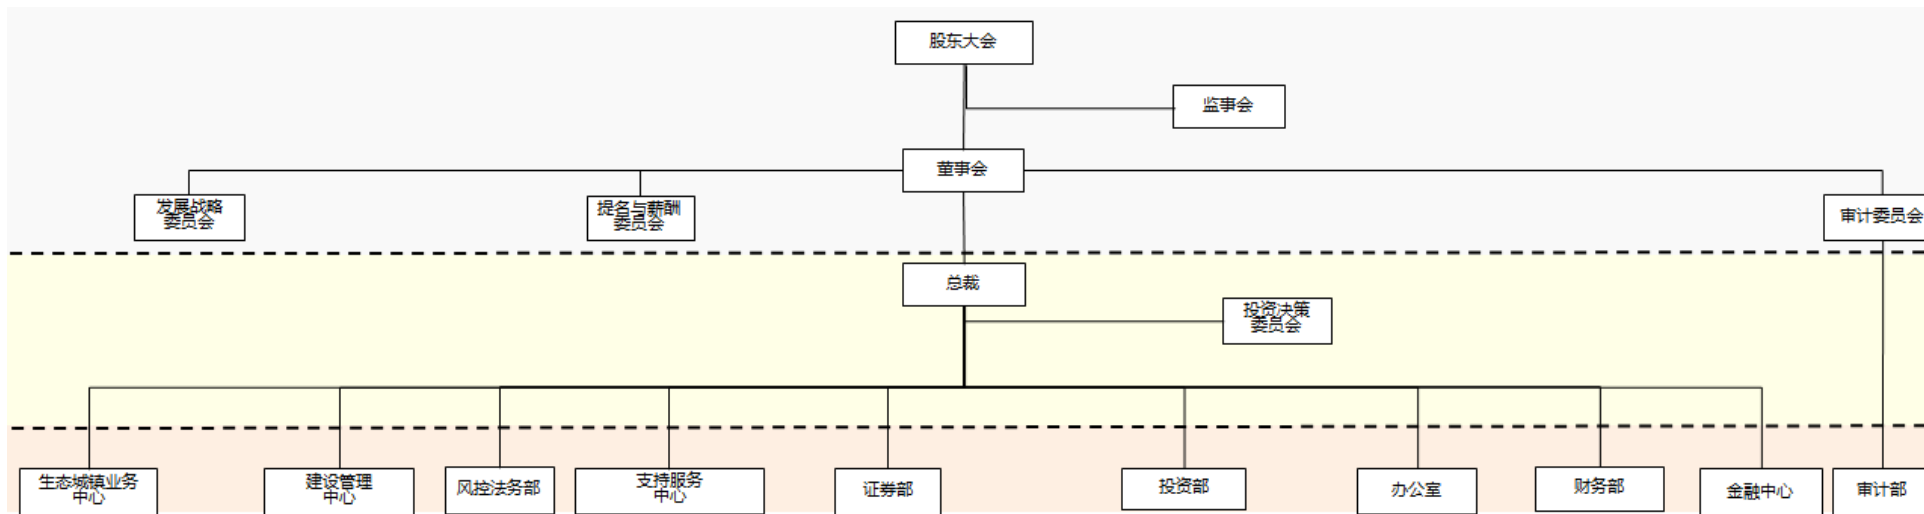 股东大会
监事会
董事会
发展战略
委员会
提名与薪酬
委员会
审计委员会
总裁
投资决策
委员会
生态城镇业务
中心
建设管理
中心
风控法务部
支持服务
中心
证券部
投资部
办公室
财务部
金融中心
审计部